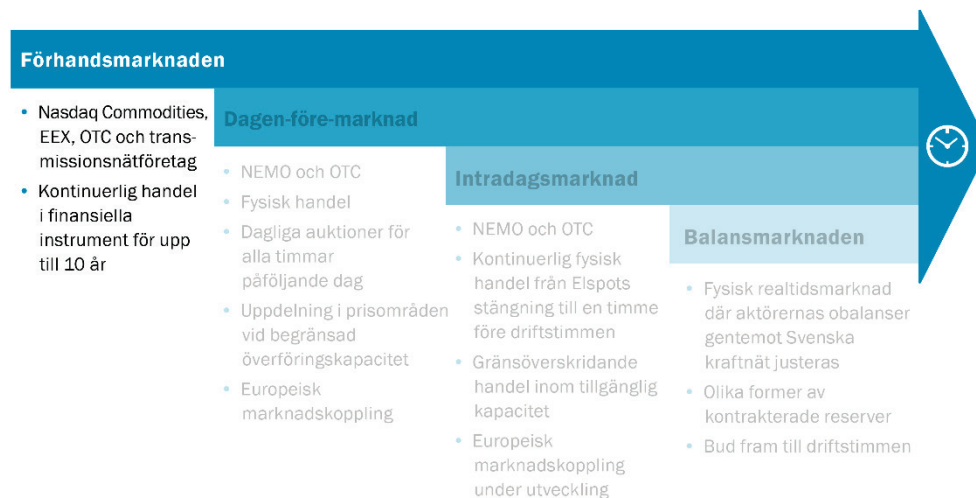 Förhandsmarknaden
• Nasdaq Commodities,
EEX, OTC och trans-
missionsnätföretag
• Kontinuerlig handel
i finansiella
instrument för upp
till 10 år
Dagen-före-marknad
• NEMO och OTC
• Fysisk handel
• Dagliga auktioner för
alla timmar
påföljande dag
• Uppdelning i prisområden
vid begränsad
överföringskapacitet
• Europeisk
marknadskoppling
Intradagsmarknad
• NEMO och OTC
• Kontinuerlig fysisk
handel från Elspots
stängning till en timme
före driftstimmen
• Gränsöverskridande
handel inom tillgänglig
kapacitet
• Europeisk
marknadskoppling
under utveckling
Balansmarknaden
• Fysisk realtidsmarknad
där aktörernas obalanser
gentemot Svenska
kraftnät justeras
• Olika former av
kontrakterade reserver
• Bud fram till driftstimmen